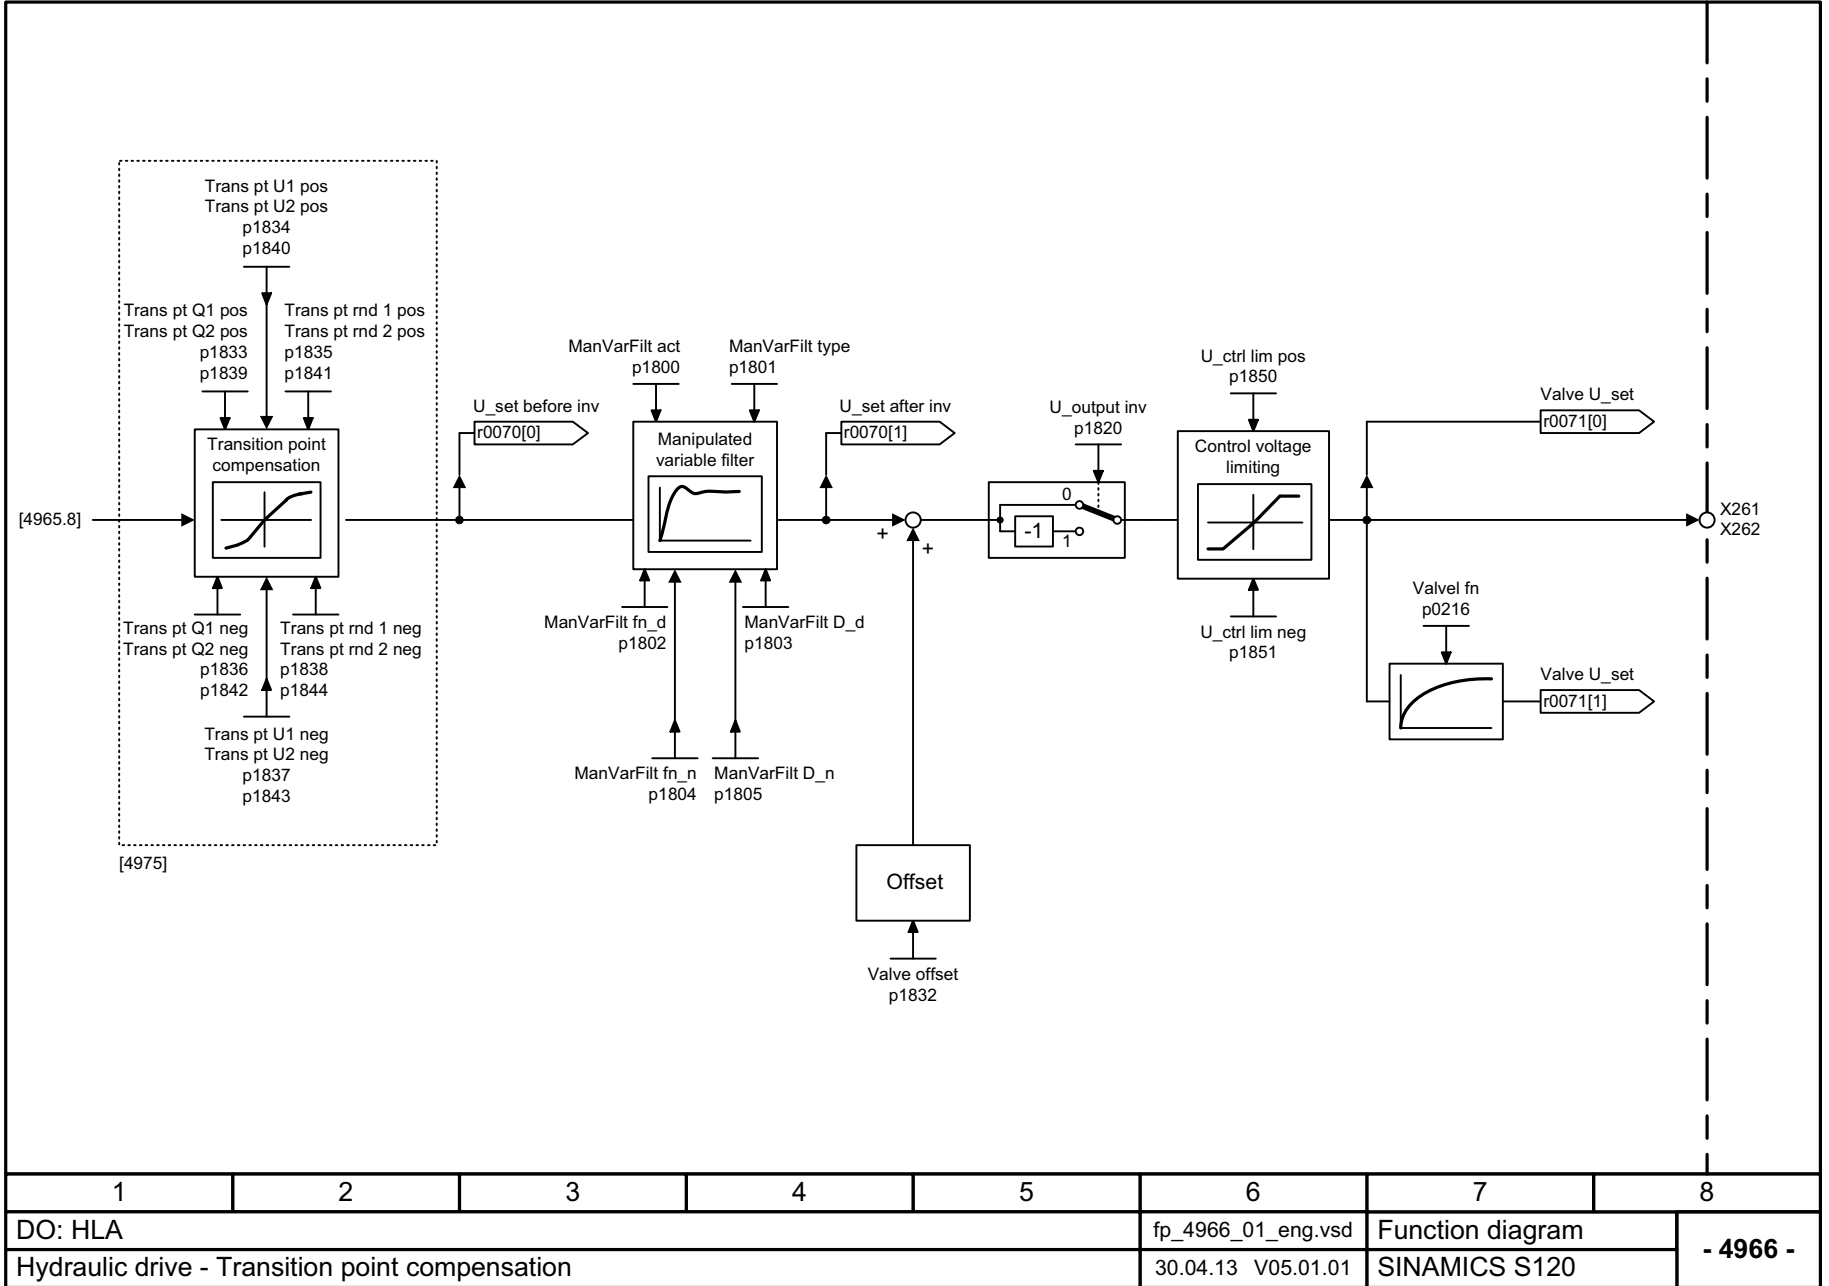 Trans pt U1 pos
Trans pt U2 pos
p1834
p1840
Trans pt Q1 pos
Trans pt Q2 pos
p1833
p1839
Trans pt rnd 1 pos
Trans pt rnd 2 pos
p1835
p1841
Transition point
compensation
[4965.8]
Trans pt Q1 neg
Trans pt Q2 neg
p1836
p1842
Trans pt rnd 1 neg
Trans pt rnd 2 neg
p1838
p1844
Trans pt U1 neg
Trans pt U2 neg
p1837
p1843
[4975]
U_set before inv
r0070[0]
ManVarFilt act
p1800
ManVarFilt type
p1801
Manipulated
variable filter
ManVarFilt fn_d
p1802
ManVarFilt D_d
p1803
ManVarFilt fn_n
p1804
ManVarFilt D_n
p1805
U_set after inv
r0070[1]
+
+
Offset
Valve offset
p1832
U_output inv
p1820
0
-1
1
U_ctrl lim pos
p1850
Control voltage
limiting
U_ctrl lim neg
p1851
Valve U_set
r0071[0]
X261
X262
Valvel fn
p0216
Valve U_set
r0071[1]
1 2 3 4 5 6 7 8
DO: HLA
fp_4966_01_eng.vsd
Function diagram
- 4966 -
Hydraulic drive - Transition point compensation
30.04.13 V05.01.01
SINAMICS S120